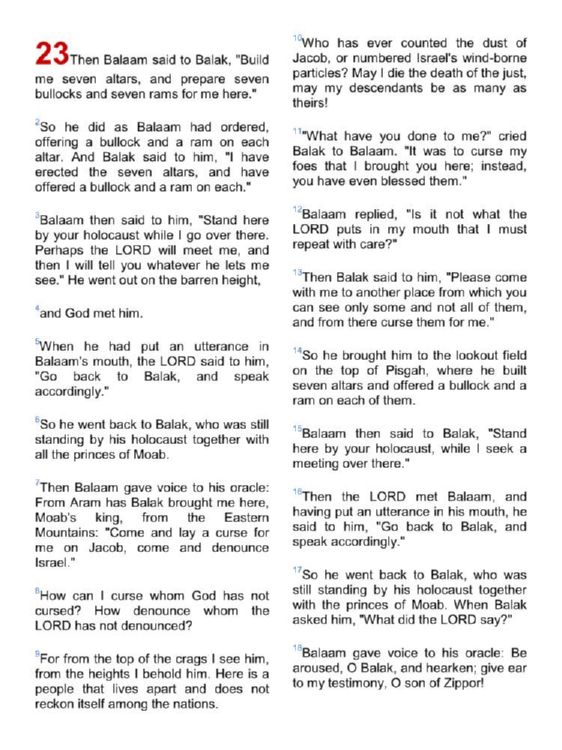 23Then Balaam said to Balak, "Build
me seven altars, and prepare seven
bullocks and seven rams for me here."
2So he did as Balaam had ordered,
offering a bullock and a ram on each
altar. And Balak said to him, "I have
erected the seven altars, and have
offered a bullock and a ram on each."
3Balaam then said to him, "Stand here
by your holocaust while I go over there.
Perhaps the LORD will meet me, and
then I will tell you whatever he lets me
see." He went out on the barren height,
4and God met him.
5When he had put an utterance in
Balaam's mouth, the LORD said to him,
"Go back to Balak, and speak
accordingly."
6So he went back to Balak, who was still
standing by his holocaust together with
all the princes of Moab.
7Then Balaam gave voice to his oracle:
From Aram has Balak brought me here,
Moab's king, from the Eastern
Mountains: "Come and lay a curse for
me on Jacob, come and denounce
Israel."
8How can I curse whom God has not
cursed? How denounce whom the
LORD has not denounced?
9For from the top of the crags I see him,
from the heights I behold him. Here is a
people that lives apart and does not
reckon itself among the nations.
10Who has ever counted the dust of
Jacob, or numbered Israel's wind-borne
particles? May I die the death of the just,
may my descendants be as many as
theirs!
11"What have you done to me?" cried
Balak to Balaam. "It was to curse my
foes that I brought you here; instead,
you have even blessed them."
12Balaam replied, "Is it not what the
LORD puts in my mouth that I must
repeat with care?"
13Then Balak said to him, "Please come
with me to another place from which you
can see only some and not all of them,
and from there curse them for me."
14So he brought him to the lookout field
on the top of Pisgah, where he built
seven altars and offered a bullock and a
ram on each of them.
15Balaam then said to Balak, "Stand
here by your holocaust, while I seek a
meeting over there."
16Then the LORD met Balaam, and
having put an utterance in his mouth, he
said to him, "Go back to Balak, and
speak accordingly."
17So he went back to Balak, who was
still standing by his holocaust together
with the princes of Moab. When Balak
asked him, "What did the LORD say?"
18Balaam gave voice to his oracle: Be
aroused, O Balak, and hearken; give ear
to my testimony, O son of Zippor!